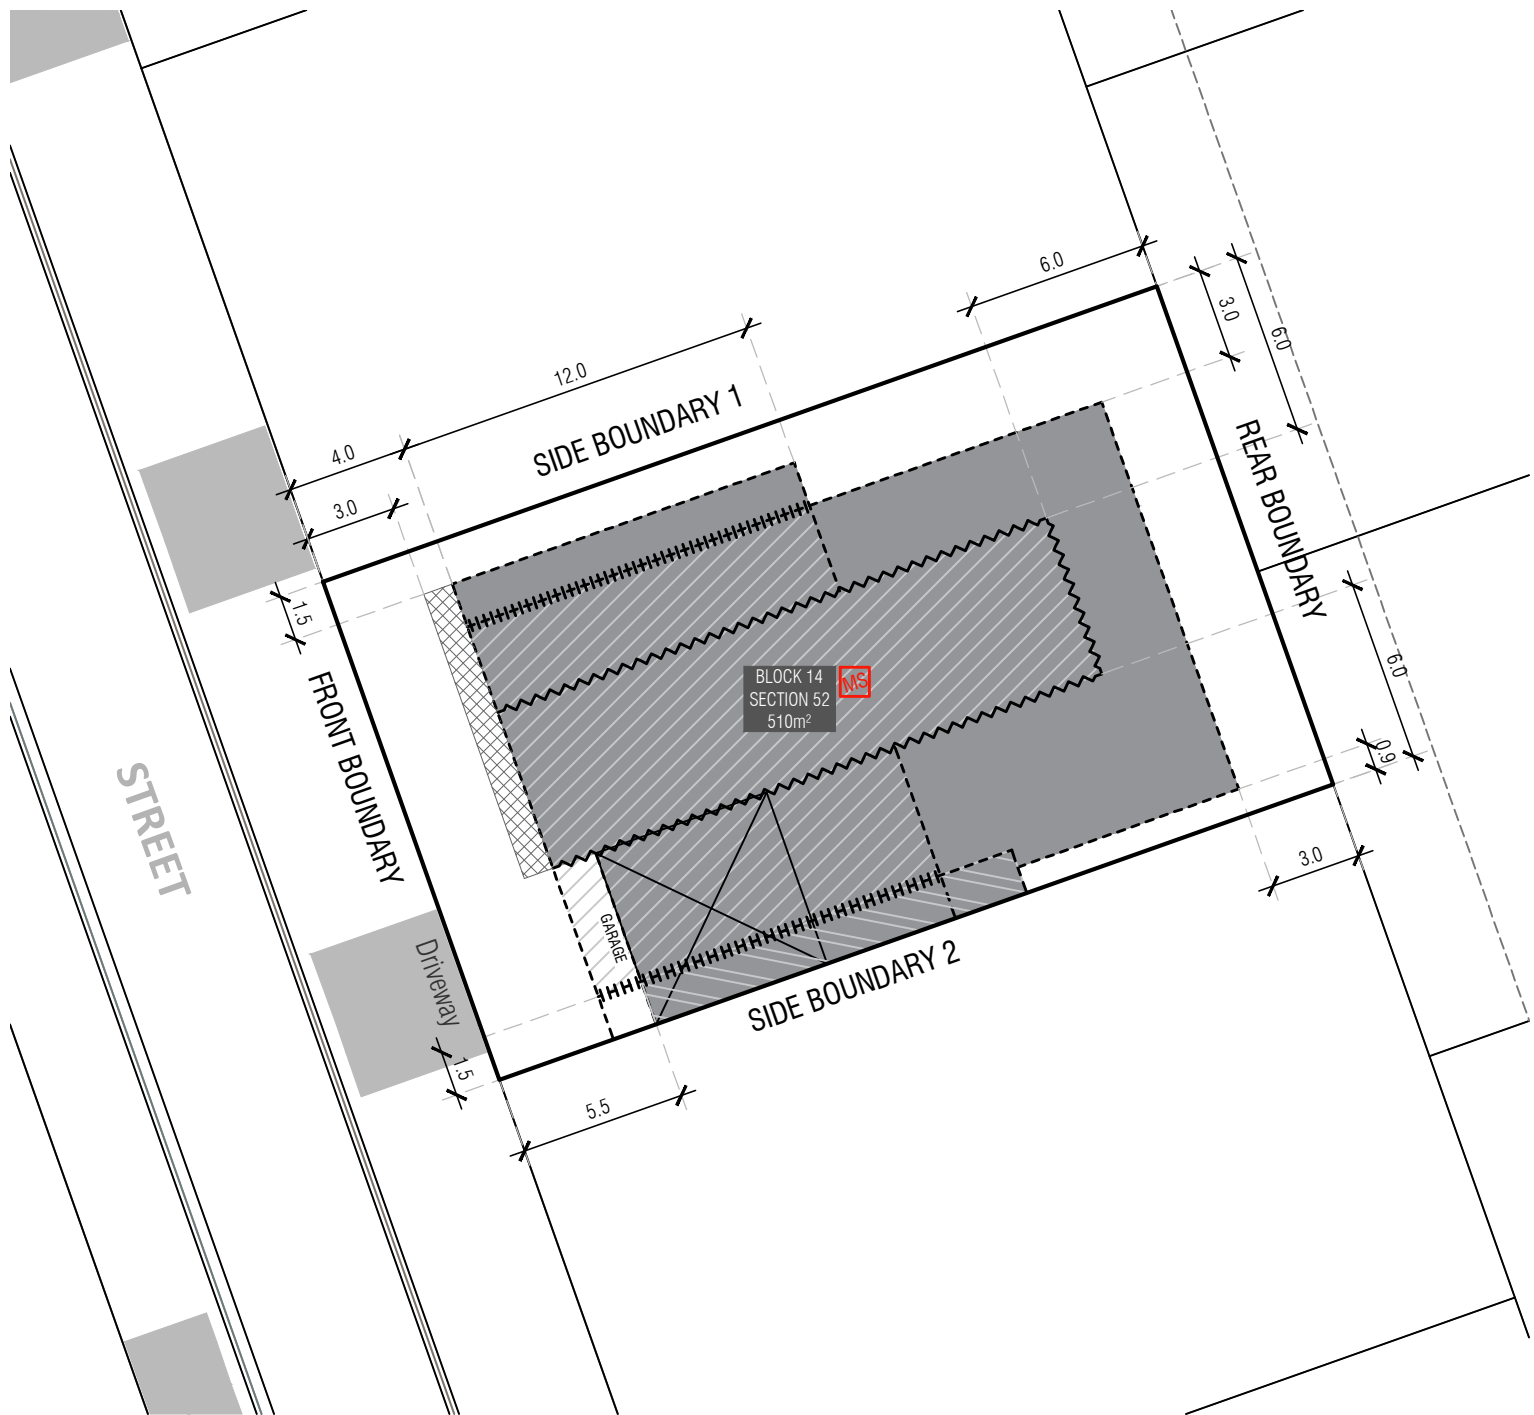 6.0
3.0
6.0
12.0
SIDE BOUNDARY 1
4.0
3.0
REAR BOUNDARY
1.5
FRONT BOUNDARY
BLOCK 14
SECTION 52
510m²
MS
6.0
0.9
STREET
3.0
GARAGE
Driveway
SIDE BOUNDARY 2
1.5
5.5